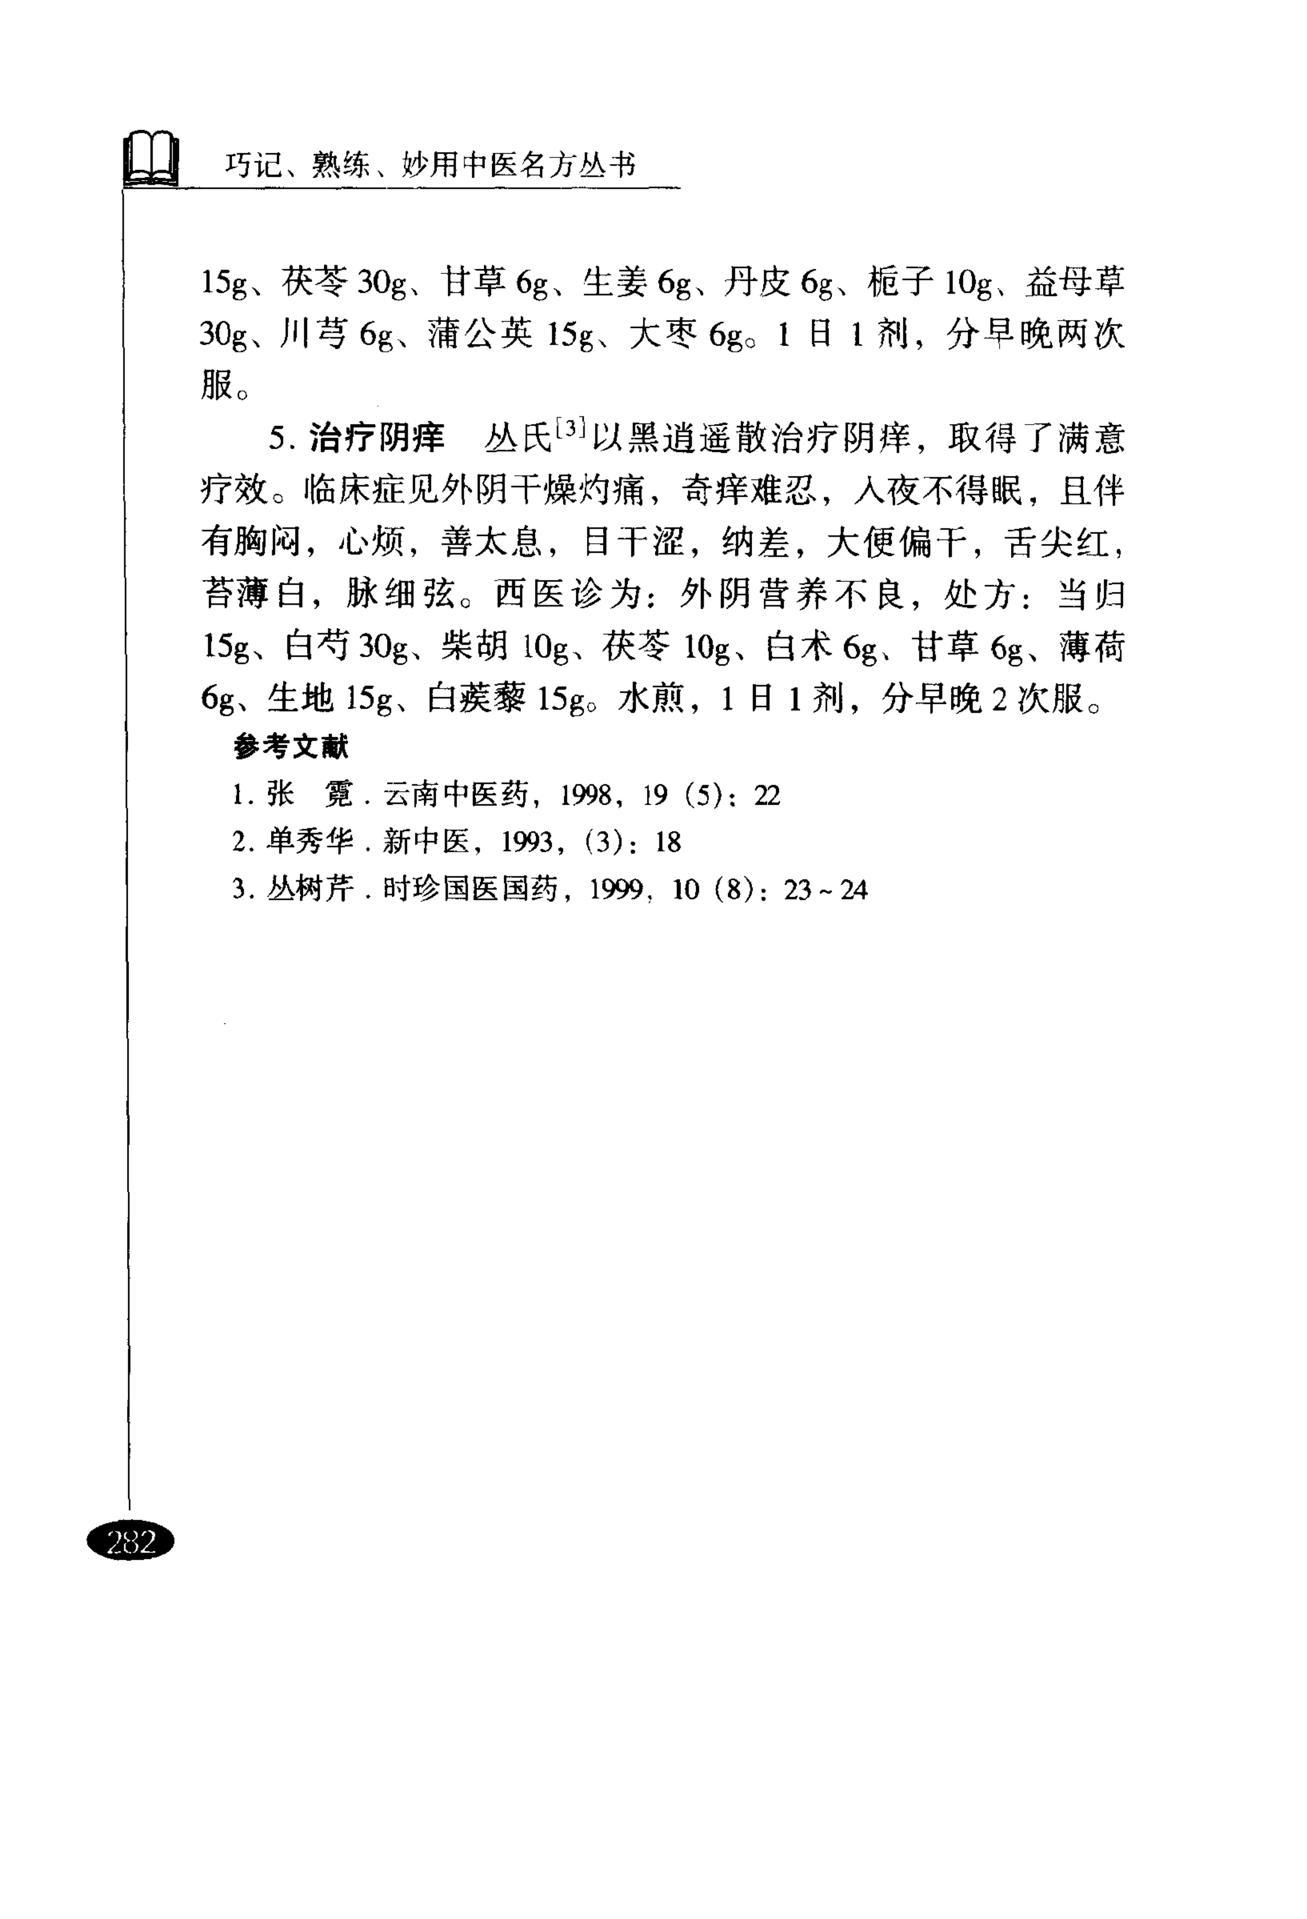 巧记、熟练、妙用中医名方丛书
15g、茯苓 30g、甘草 6g、生姜 6g、丹皮 6g、栀子 10g、益母草
30g、川芎 6g、蒲公英 15g、大枣 6g。1 日 1 剂，分早晚两次
服。
5. 治疗阴痒　丛氏[3]以黑逍遥散治疗阴痒，取得了满意
疗效。临床症见外阴干燥灼痛，奇痒难忍，入夜不得眠，且伴
有胸闷，心烦，善太息，目干涩，纳差，大便偏干，舌尖红，
苔薄白，脉细弦。西医诊为：外阴营养不良，处方：当归
15g、白芍 30g、柴胡 10g、茯苓 10g、白术 6g、甘草 6g、薄荷
6g、生地 15g、白蒺藜 15g。水煎，1 日 1 剂，分早晚 2 次服。
参考文献
1. 张　霓．云南中医药，1998，19（5）：22
2. 单秀华．新中医，1993，（3）：18
3. 丛树芹．时珍国医国药，1999，10（8）：23～24
282